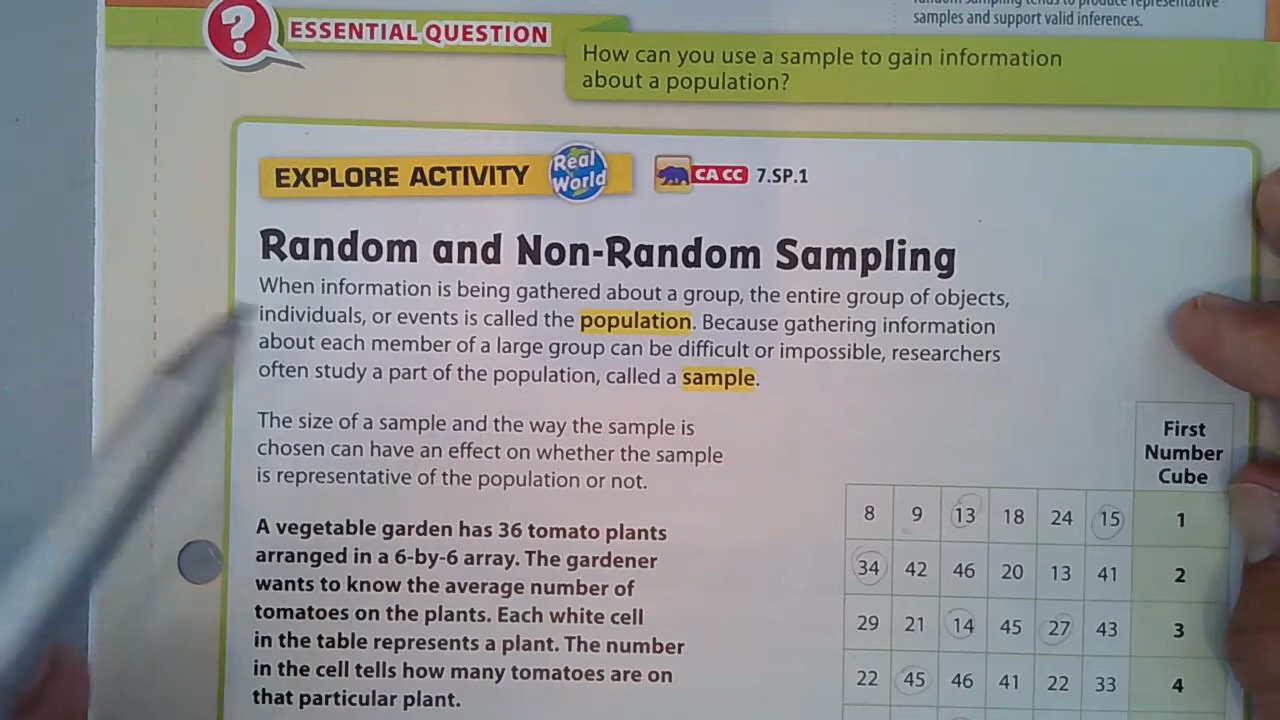 random sampling tends to produce representative
samples and support valid inferences.
?
ESSENTIAL QUESTION
How can you use a sample to gain information
about a population?
EXPLORE ACTIVITY Real World CA CC 7.SP.1
Random and Non-Random Sampling
When information is being gathered about a group, the entire group of objects,
individuals, or events is called the population. Because gathering information
about each member of a large group can be difficult or impossible, researchers
often study a part of the population, called a sample.
The size of a sample and the way the sample is
chosen can have an effect on whether the sample
is representative of the population or not.
A vegetable garden has 36 tomato plants
arranged in a 6-by-6 array. The gardener
wants to know the average number of
tomatoes on the plants. Each white cell
in the table represents a plant. The number
in the cell tells how many tomatoes are on
that particular plant.
First
Number
Cube
8 9 13 18 24 15 1
34 42 46 20 13 41 2
29 21 14 45 27 43 3
22 45 46 41 22 33 4